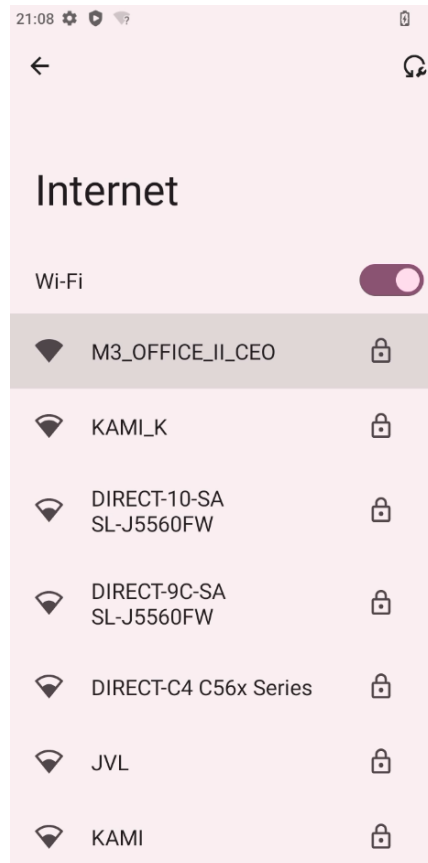 21:08
Internet
Wi-Fi
M3_OFFICE_II_CEO
KAMI_K
DIRECT-10-SA
SL-J5560FW
DIRECT-9C-SA
SL-J5560FW
DIRECT-C4 C56x Series
JVL
KAMI